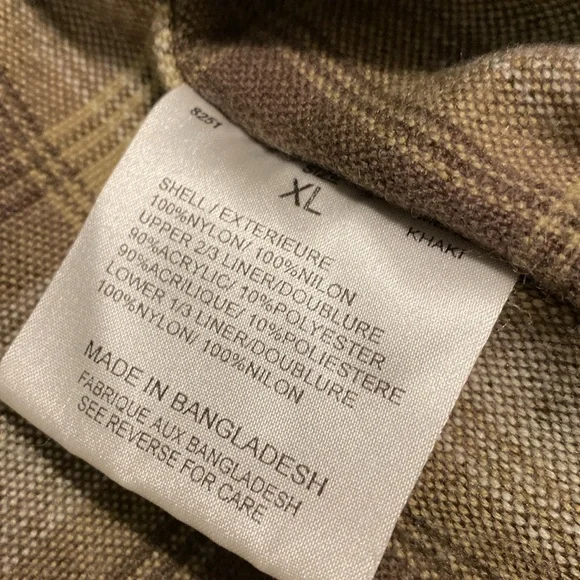 8251
SIZE
XL
KHAKI
SHELL / EXTERIEURE
100%NYLON/ 100%NILON
UPPER 2/3 LINER/DOUBLURE
90%ACRYLIC/ 10%POLYESTER
90%ACRILIQUE/ 10%POLIESTERE
LOWER 1/3 LINER/DOUBLURE
100%NYLON/ 100%NILON
MADE IN BANGLADESH
FABRIQUE AUX BANGLADESH
SEE REVERSE FOR CARE